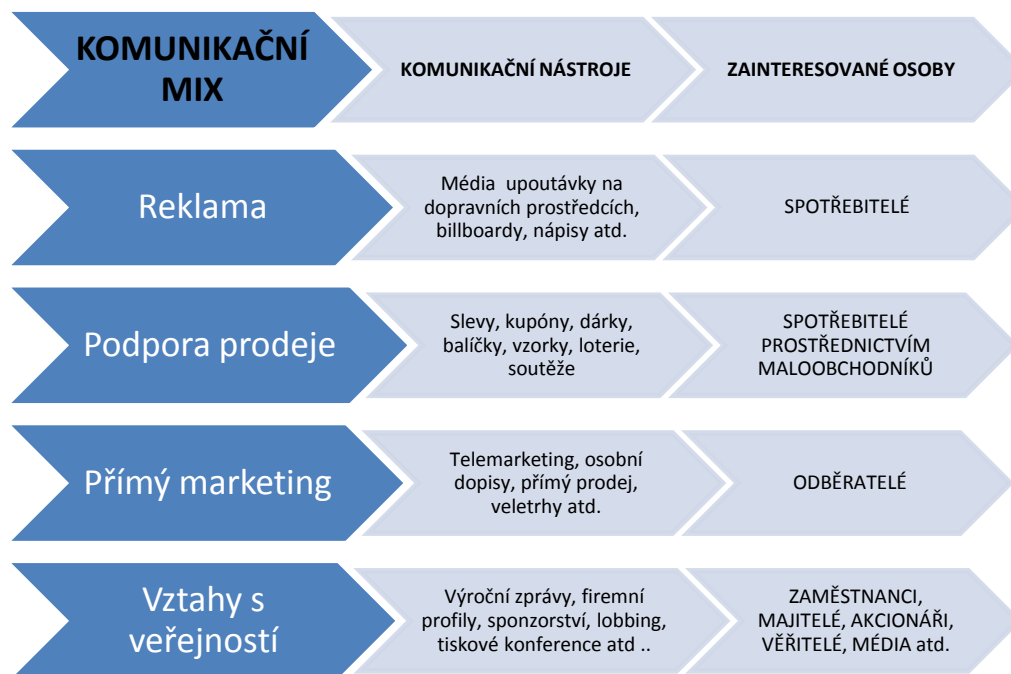 KOMUNIKAČNÍ
MIX
KOMUNIKAČNÍ NÁSTROJE
ZAINTERESOVANÉ OSOBY
Reklama
Média  upoutávky na
dopravních prostředcích,
billboardy, nápisy atd.
SPOTŘEBITELÉ
Podpora prodeje
Slevy, kupóny, dárky,
balíčky, vzorky, loterie,
soutěže
SPOTŘEBITELÉ
PROSTŘEDNICTVÍM
MALOOBCHODNÍKŮ
Přímý marketing
Telemarketing, osobní
dopisy, přímý prodej,
veletrhy atd.
ODBĚRATELÉ
Vztahy s
veřejností
Výroční zprávy, firemní
profily, sponzorství, lobbing,
tiskové konference atd ..
ZAMĚSTNANCI,
MAJITELÉ, AKCIONÁŘI,
VĚŘITELÉ, MÉDIA atd.